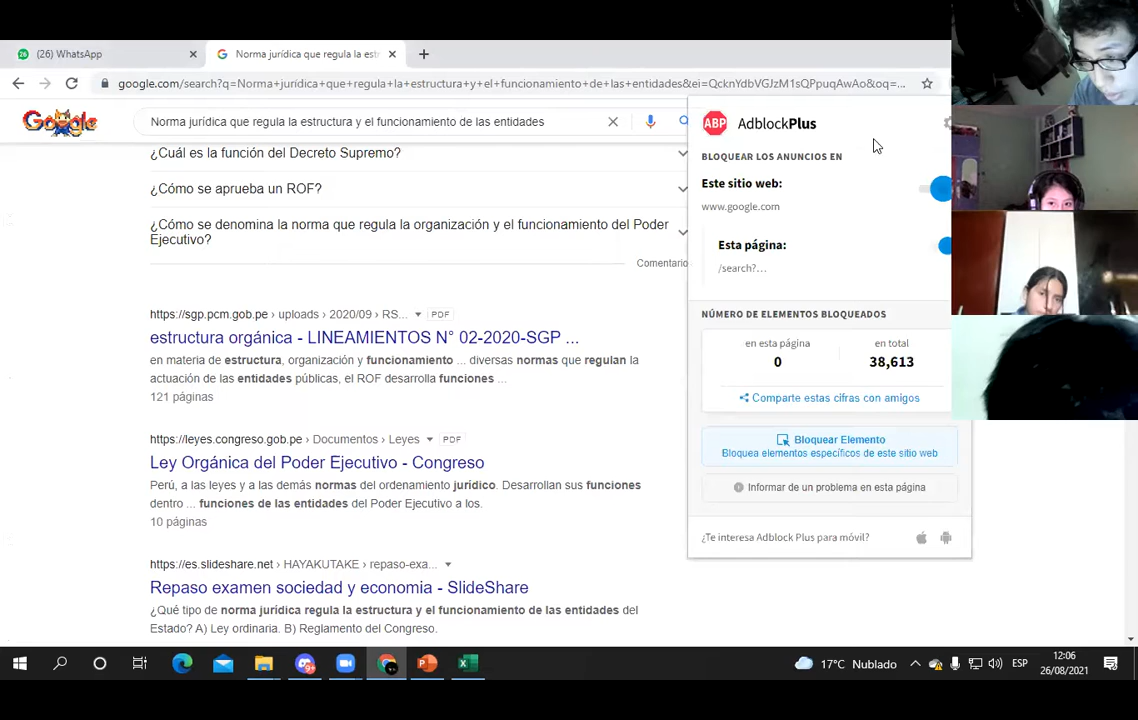 (26) WhatsApp
Norma jurídica que regula la est
google.com/search?q=Norma+jurídica+que+regula+la+estructura+y+el+funcionamiento+de+las+entidades&ei=QcknYdbVGJzM1sQPpuqAwAo&oq=...
Google
Norma jurídica que regula la estructura y el funcionamiento de las entidades
¿Cuál es la función del Decreto Supremo?
¿Cómo se aprueba un ROF?
¿Cómo se denomina la norma que regula la organización y el funcionamiento del Poder
Ejecutivo?
Comentario
https://sgp.pcm.gob.pe › uploads › 2020/09 › RS... PDF
estructura orgánica - LINEAMIENTOS N° 02-2020-SGP ...
en materia de estructura, organización y funcionamiento ... diversas normas que regulan la
actuación de las entidades públicas, el ROF desarrolla funciones ...
121 páginas
https://leyes.congreso.gob.pe › Documentos › Leyes PDF
Ley Orgánica del Poder Ejecutivo - Congreso
Perú, a las leyes y a las demás normas del ordenamiento jurídico. Desarrollan sus funciones
dentro ... funciones de las entidades del Poder Ejecutivo a los.
10 páginas
https://es.slideshare.net › HAYAKUTAKE › repaso-exa...
Repaso examen sociedad y economia - SlideShare
¿Qué tipo de norma jurídica regula la estructura y el funcionamiento de las entidades del
Estado? A) Ley ordinaria. B) Reglamento del Congreso.
ABP AdblockPlus
BLOQUEAR LOS ANUNCIOS EN
Este sitio web:
www.google.com
Esta página:
/search?...
NÚMERO DE ELEMENTOS BLOQUEADOS
en esta página en total
0 38,613
Comparte estas cifras con amigos
Bloquear Elemento
Bloquea elementos específicos de este sitio web
Informar de un problema en esta página
¿Te interesa Adblock Plus para móvil?
17°C Nublado
ESP
12:06
26/08/2021